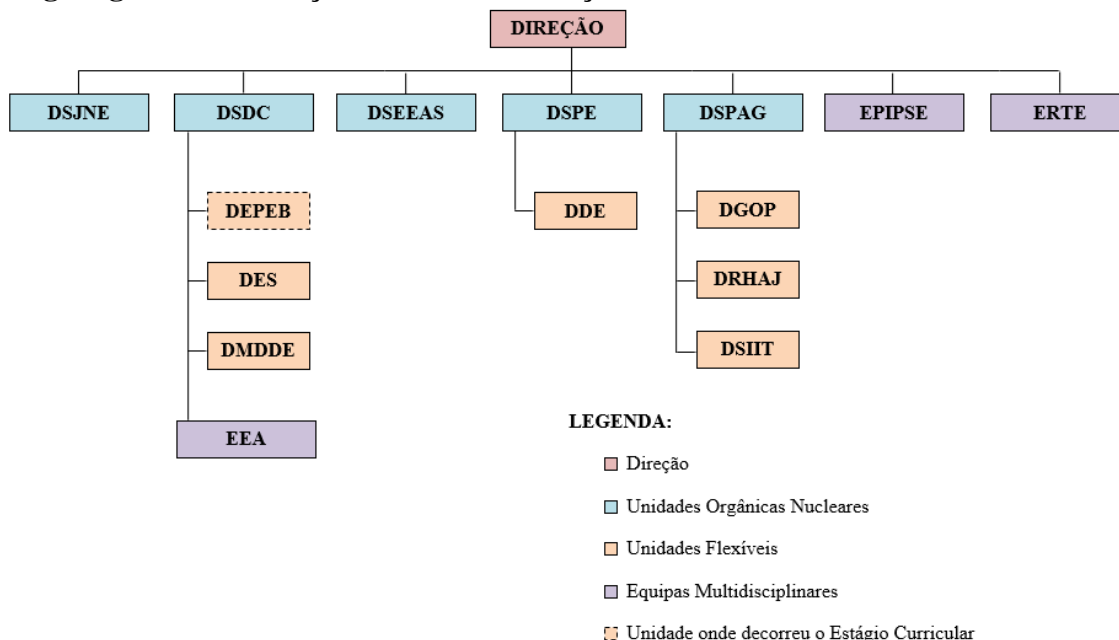 DIREÇÃO
DSJNE DSDC DSEEAS DSPE DSPAG EPIPSE ERTE
DEPEB DDE DGOP
DES DRHAJ
DMDDE DSIIT
EEA
LEGENDA:
Direção
Unidades Orgânicas Nucleares
Unidades Flexíveis
Equipas Multidisciplinares
Unidade onde decorreu o Estágio Curricular